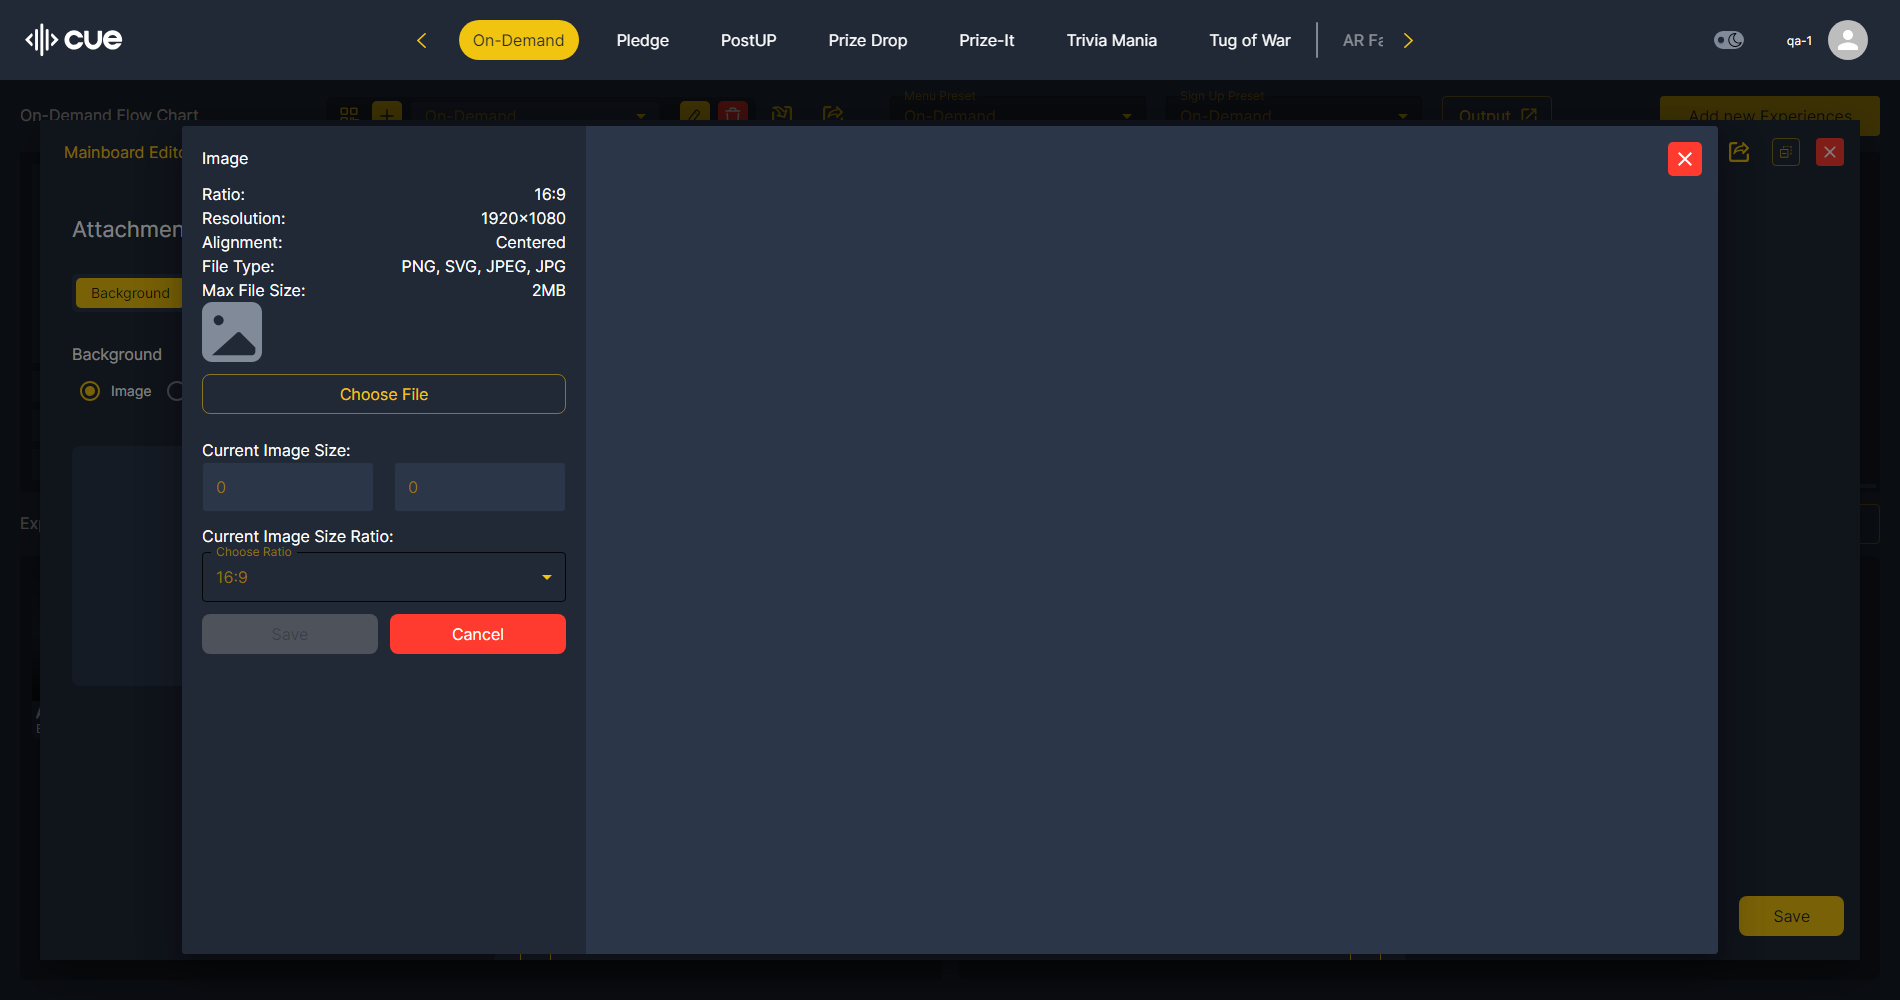 cue
On-Demand
Pledge
PostUP
Prize Drop
Prize-It
Trivia Mania
Tug of War
AR Fa
qa-1
On-Demand Flow Chart
On-Demand
Menu Preset
On-Demand
Sign Up Preset
On-Demand
Output
Add new Experiences
Mainboard Edito
Attachmen
Background
Background
Image
Exp
Image
Ratio: 16:9
Resolution: 1920×1080
Alignment: Centered
File Type: PNG, SVG, JPEG, JPG
Max File Size: 2MB
Choose File
Current Image Size:
0 0
Current Image Size Ratio:
Choose Ratio
16:9
Save Cancel
Save